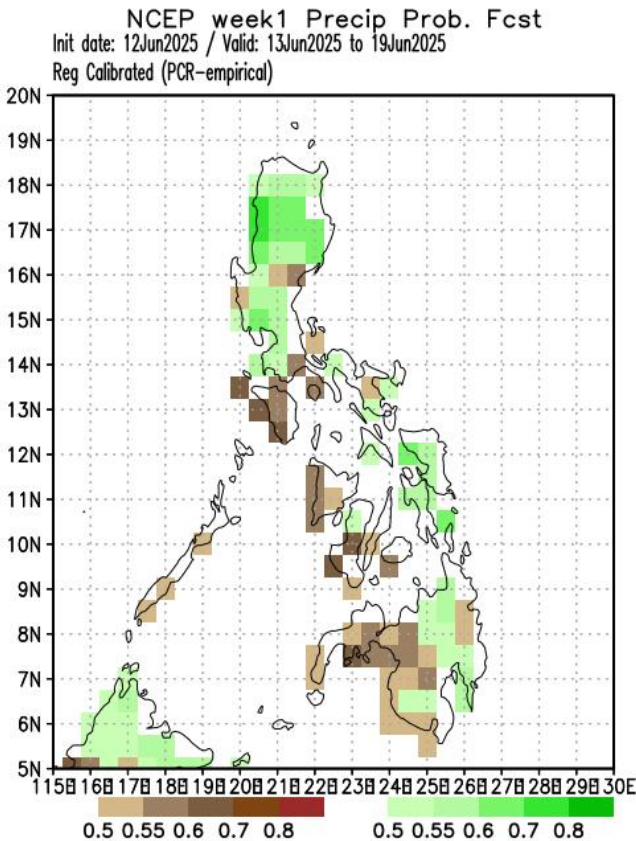 NCEP week1 Precip Prob. Fcst
Init date: 12Jun2025 / Valid: 13Jun2025 to 19Jun2025
Reg Calibrated (PCR-empirical)
20N
19N
18N
17N
16N
15N
14N
13N
12N
11N
10N
9N
8N
7N
6N
5N
115E 116E 117E 118E 119E 120E 121E 122E 123E 124E 125E 126E 127E 128E 129E 130E
0.5 0.55 0.6 0.7 0.8 0.5 0.55 0.6 0.7 0.8